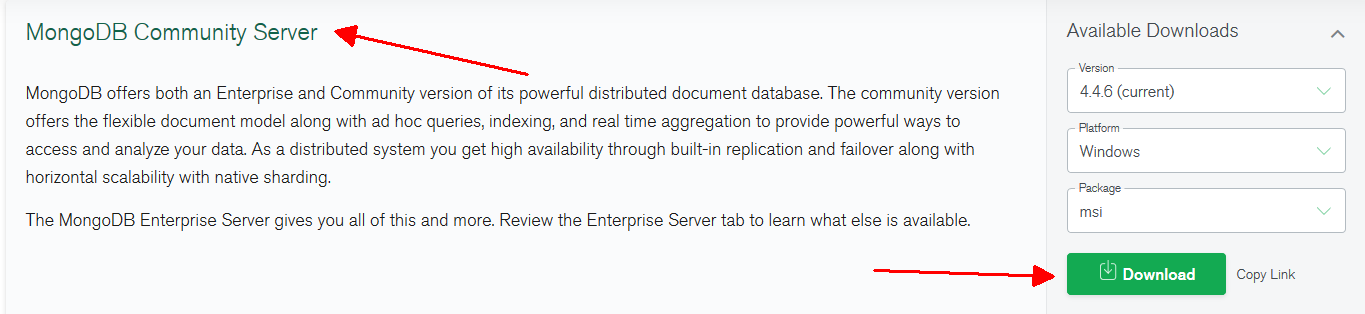 MongoDB Community Server
MongoDB offers both an Enterprise and Community version of its powerful distributed document database. The community version
offers the flexible document model along with ad hoc queries, indexing, and real time aggregation to provide powerful ways to
access and analyze your data. As a distributed system you get high availability through built-in replication and failover along with
horizontal scalability with native sharding.
The MongoDB Enterprise Server gives you all of this and more. Review the Enterprise Server tab to learn what else is available.
Available Downloads
Version
4.4.6 (current)
Platform
Windows
Package
msi
Download Copy Link